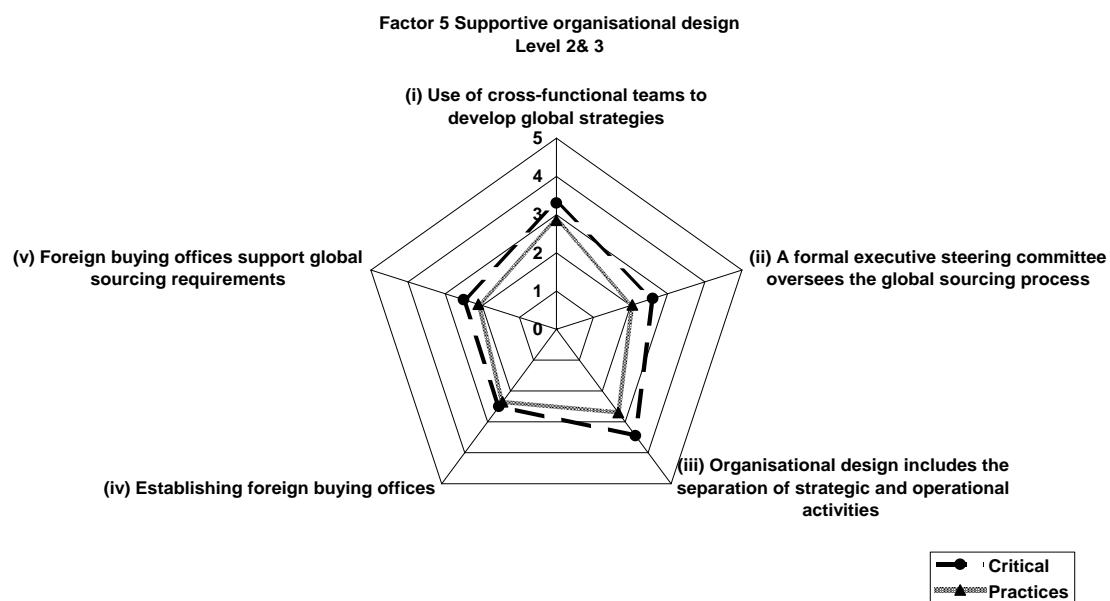 Factor 5 Supportive organisational design
Level 2& 3
(i) Use of cross-functional teams to
develop global strategies
5
4
3
2
1
0
(v) Foreign buying offices support global
sourcing requirements
(ii) A formal executive steering committee
oversees the global sourcing process
(iv) Establishing foreign buying offices
(iii) Organisational design includes the
separation of strategic and operational
activities
Critical
Practices